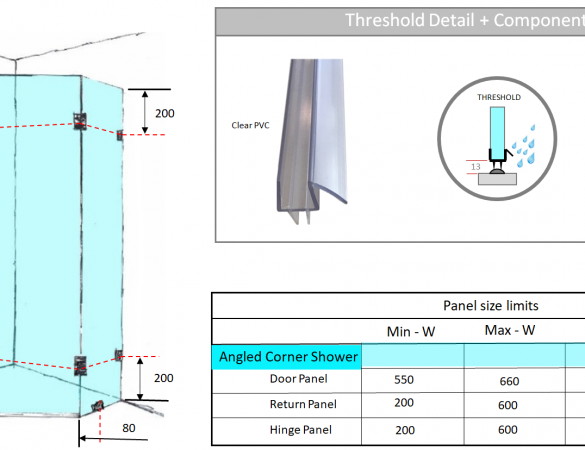 Threshold Detail + Component
200
Clear PVC
THRESHOLD
13
Panel size limits
Min - W Max - W
Angled Corner Shower
Door Panel 550 660
Return Panel 200 600
Hinge Panel 200 600
200
80